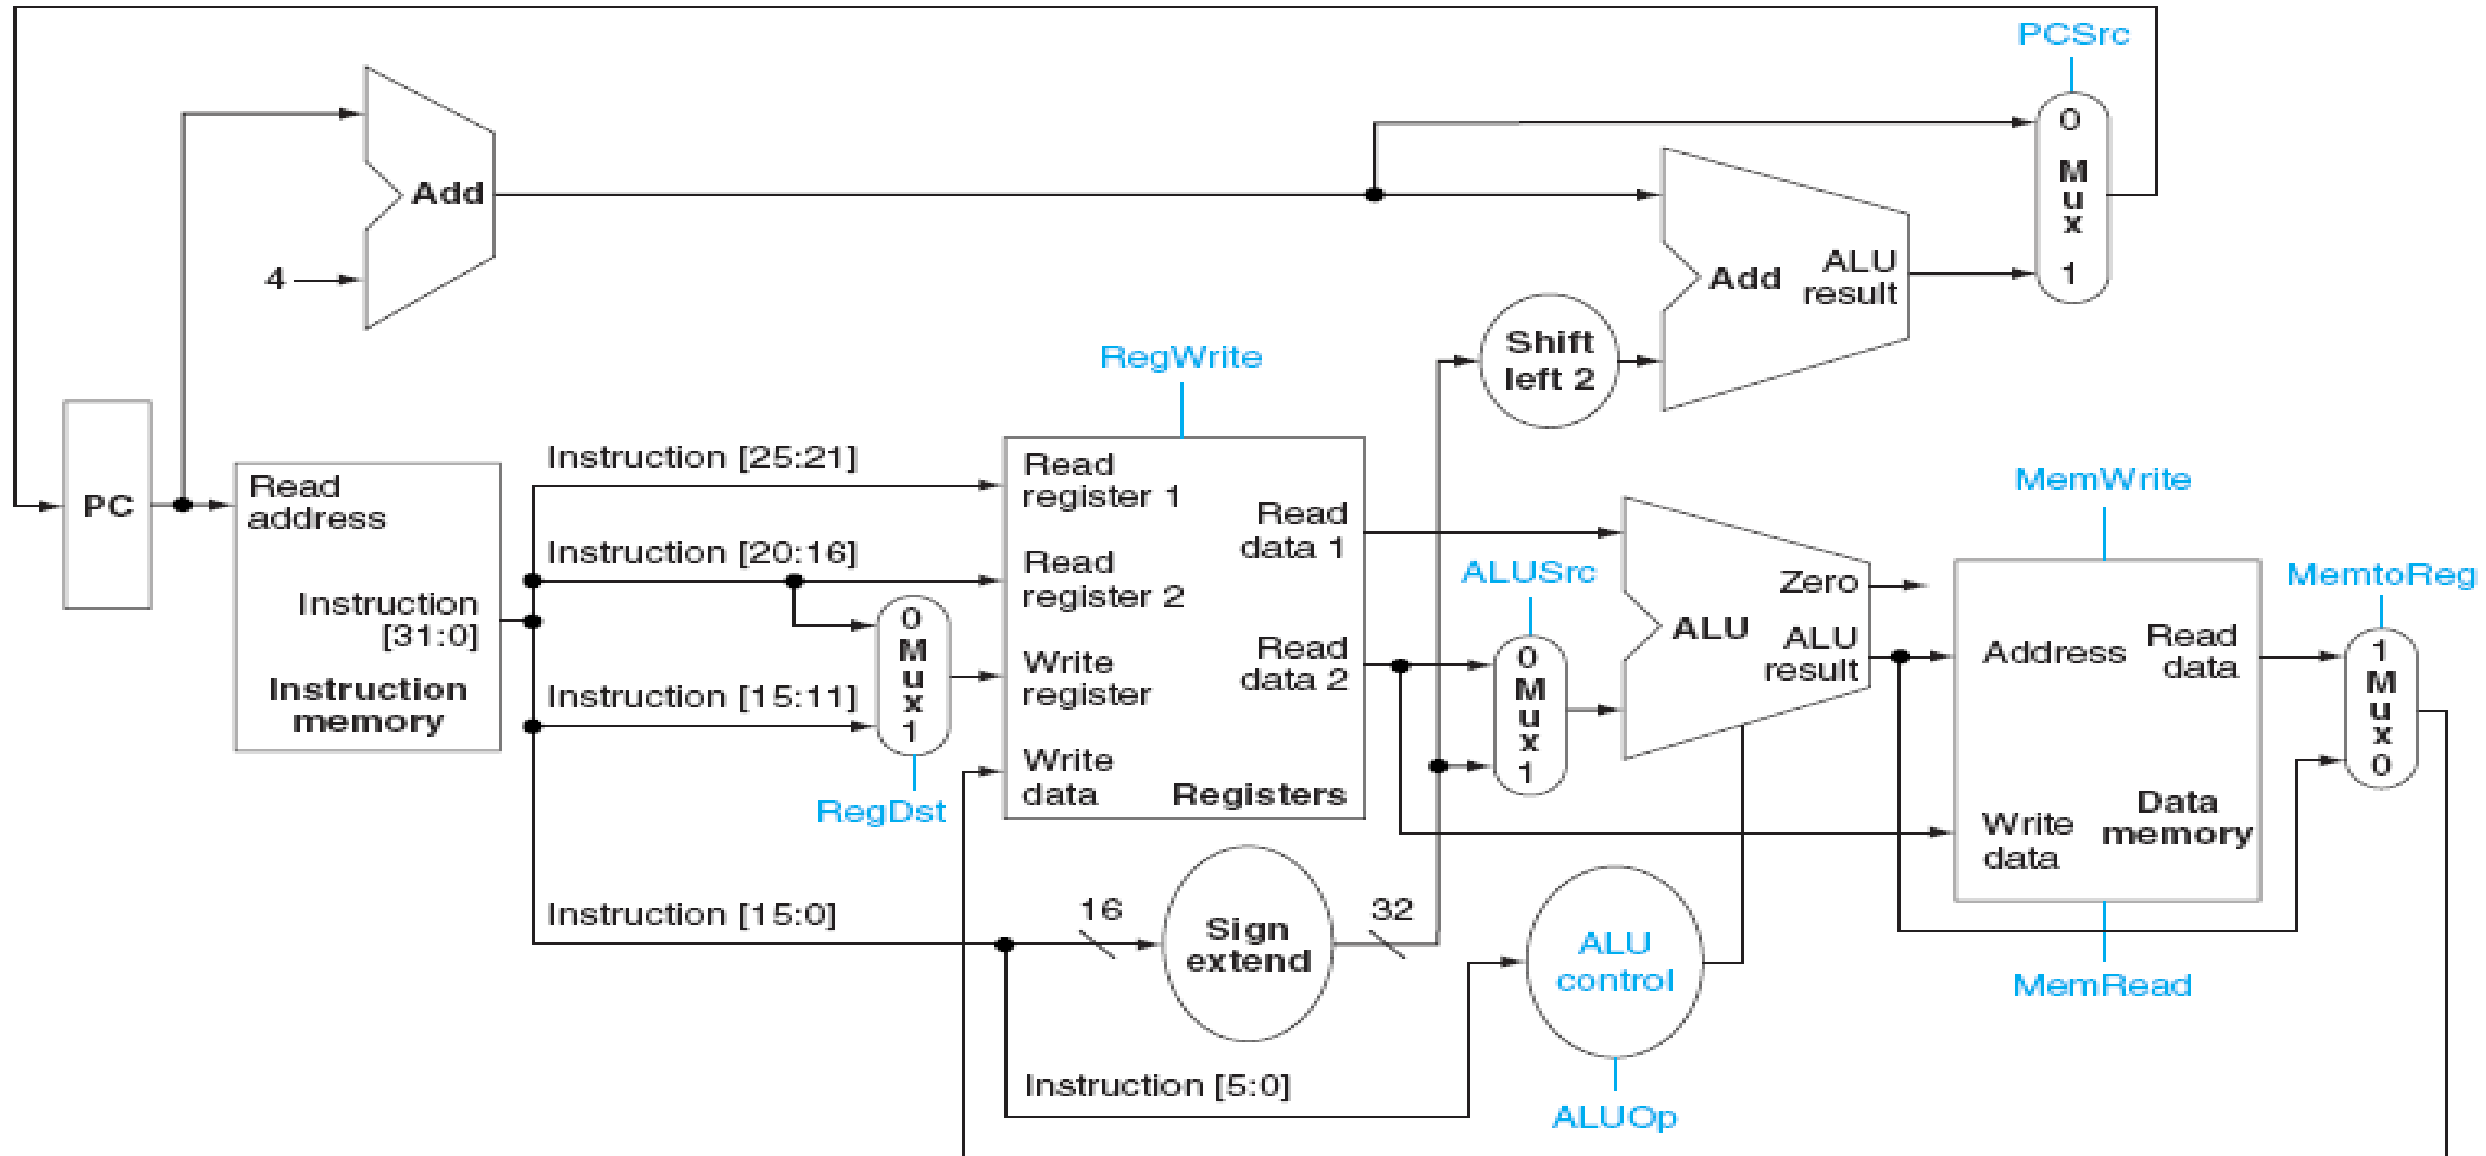 PCSrc
0
M
u
x
1
Add
4
Add
ALU
result
Shift
left 2
RegWrite
PC
Read
address
Instruction
[31:0]
Instruction
memory
Instruction [25:21]
Instruction [20:16]
Instruction [15:11]
Instruction [15:0]
Instruction [5:0]
0
M
u
x
1
RegDst
Read
register 1
Read
register 2
Write
register
Write
data
Read
data 1
Read
data 2
Registers
16
Sign
extend
32
ALUSrc
0
M
u
x
1
Zero
ALU
ALU
result
ALU
control
ALUOp
MemWrite
Address
Read
data
Write
data
Data
memory
MemRead
MemtoReg
1
M
u
x
0